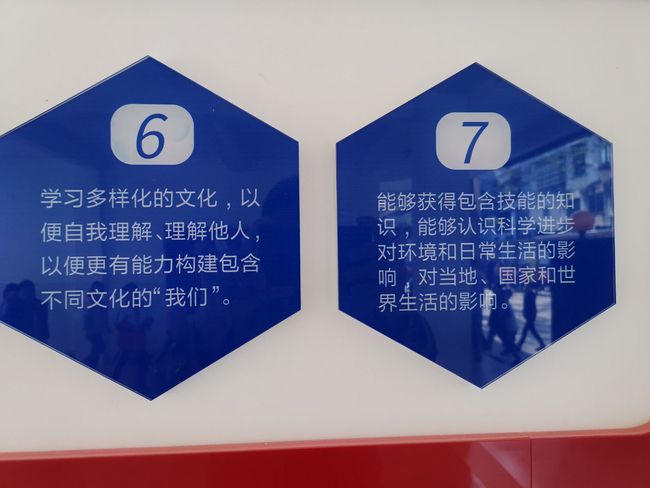 6
学习多样化的文化，以
便自我理解、理解他人，
以便更有能力构建包含
不同文化的“我们”。
7
能够获得包含技能的知
识，能够认识科学进步
对环境和日常生活的影
响，对当地、国家和世
界生活的影响。